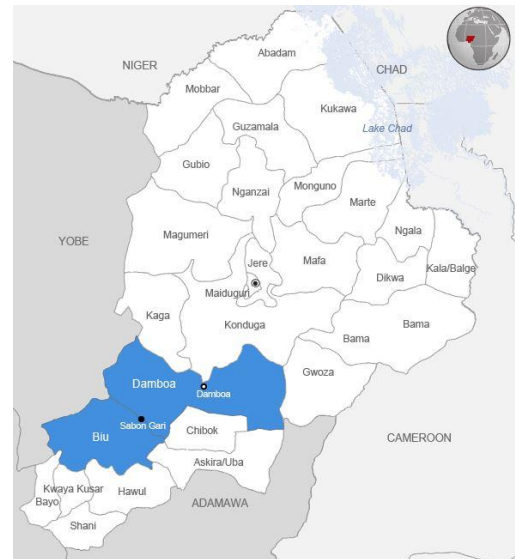 Abadam
NIGER
CHAD
Mobbar
Kukawa
Guzamala
Lake Chad
Gubio
Nganzai
Monguno
Marte
Ngala
YOBE
Magumeri
Jere
Mafa
Dikwa
Kala/Balge
Maiduguri
Kaga
Konduga
Bama
Bama
Gwoza
Damboa
Damboa
Sabon Gari
Biu
Chibok
CAMEROON
Askira/Uba
Kwaya Kusar
Hawul
Bayo
ADAMAWA
Shani